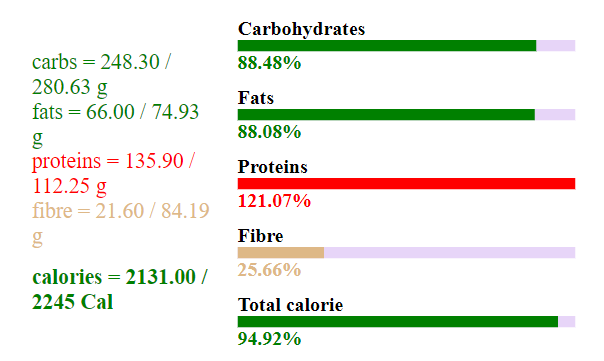 carbs = 248.30 /
280.63 g
fats = 66.00 / 74.93
g
proteins = 135.90 /
112.25 g
fibre = 21.60 / 84.19
g
calories = 2131.00 /
2245 Cal
Carbohydrates
88.48%
Fats
88.08%
Proteins
121.07%
Fibre
25.66%
Total calorie
94.92%